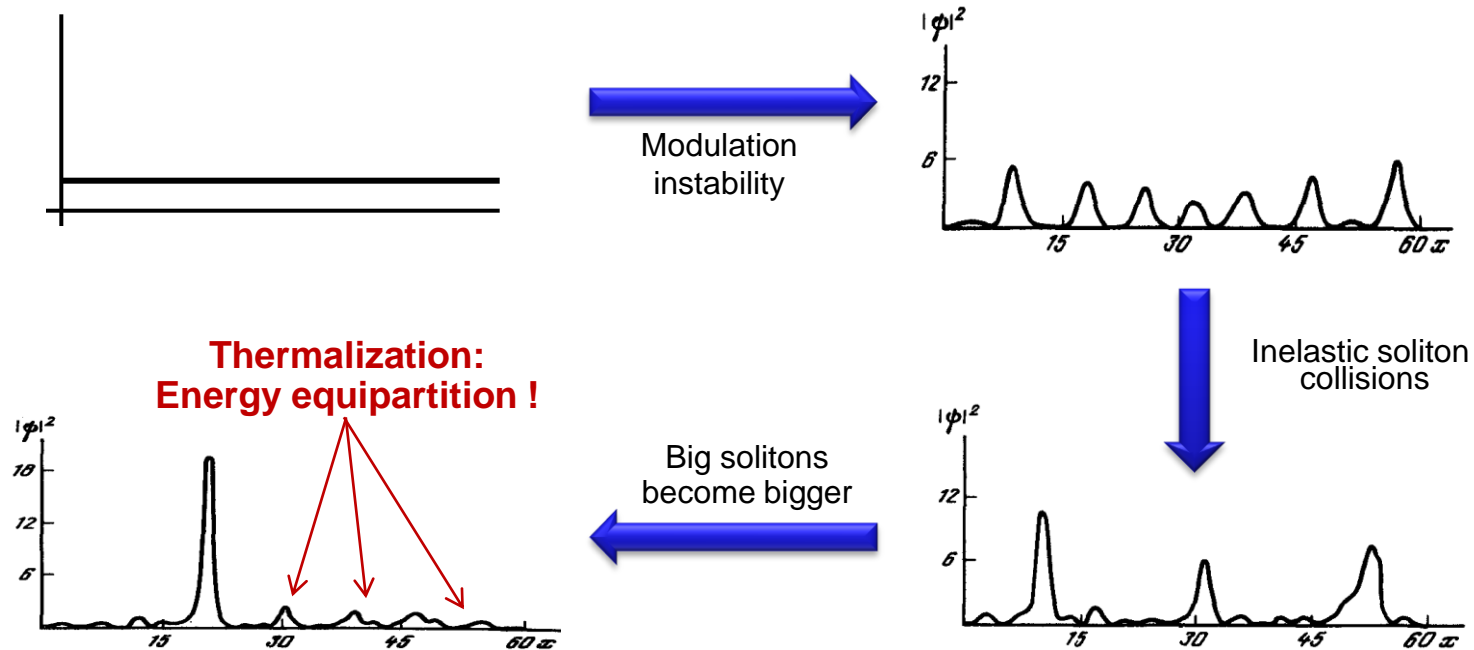 Modulation
instability
|φ|²
12
6
15 30 45 60 x
Inelastic soliton
collisions
Thermalization:
Energy equipartition !
|φ|²
18
12
6
15 30 45 60 x
Big solitons
become bigger
|φ|²
12
6
15 30 45 60 x